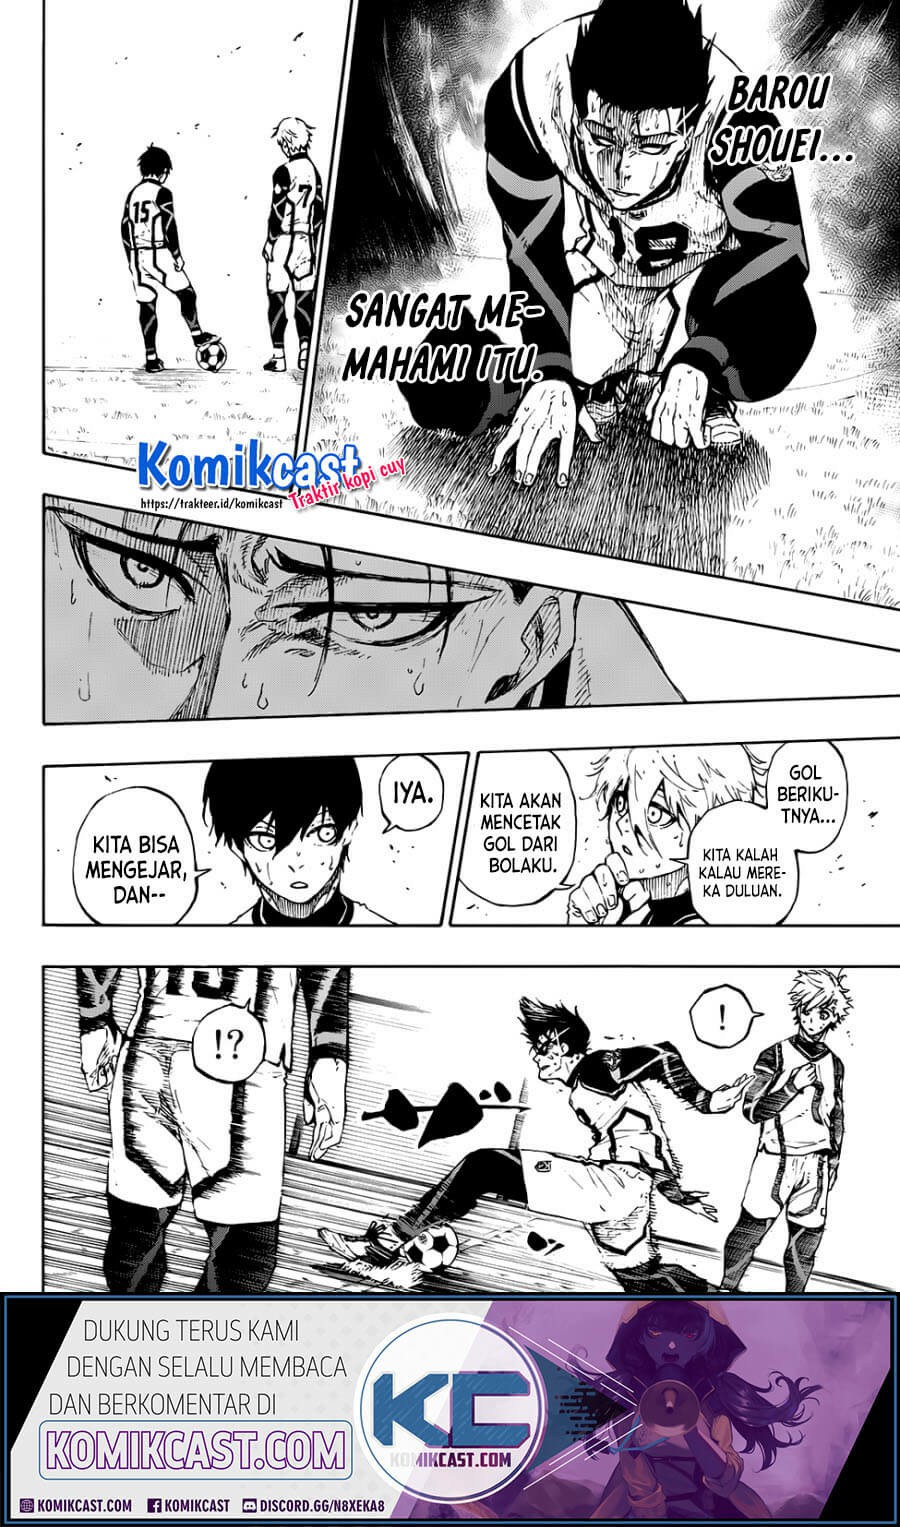 BAROU
SHOUEI...
SANGAT ME-
MAHAMI ITU.
15
7
Komikcast
Traktir kopi cuy
https://trakteer.id/komikcast
GOL
BERIKU-
TNYA...
KITA KALAH
KALAU MERE-
KA DULUAN.
KITA AKAN
MENCETAK
GOL DARI
BOLAKU.
IYA.
KITA BISA
MENGEJAR,
DAN--
!
!?
DUKUNG TERUS KAMI
DENGAN SELALU MEMBACA
DAN BERKOMENTAR DI
KOMIKCAST.COM
KC
KOMIKCAST.COM
KOMIKCAST.COM
KOMIKCAST
DISCORD.GG/N8XEKA8